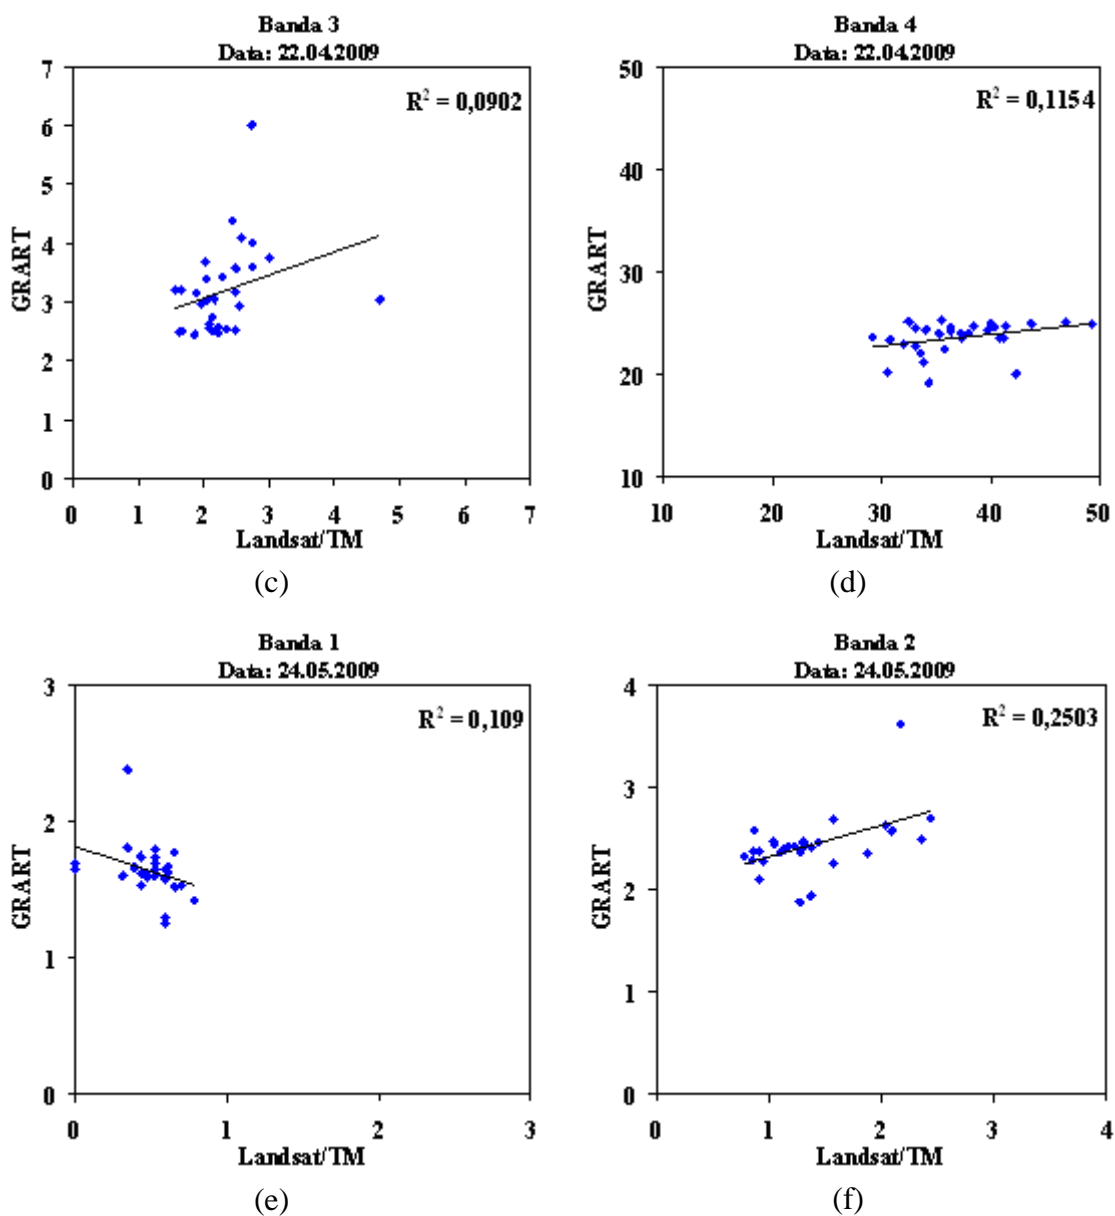 Banda 3
Data: 22.04.2009
R² = 0,0902
7
6
5
4
3
2
1
0
GRART
0 1 2 3 4 5 6 7
Landsat/TM
(c)
Banda 4
Data: 22.04.2009
R² = 0,1154
50
40
30
20
10
GRART
10 20 30 40 50
Landsat/TM
(d)
Banda 1
Data: 24.05.2009
R² = 0,109
3
2
1
0
GRART
0 1 2 3
Landsat/TM
(e)
Banda 2
Data: 24.05.2009
R² = 0,2503
4
3
2
1
0
GRART
0 1 2 3 4
Landsat/TM
(f)